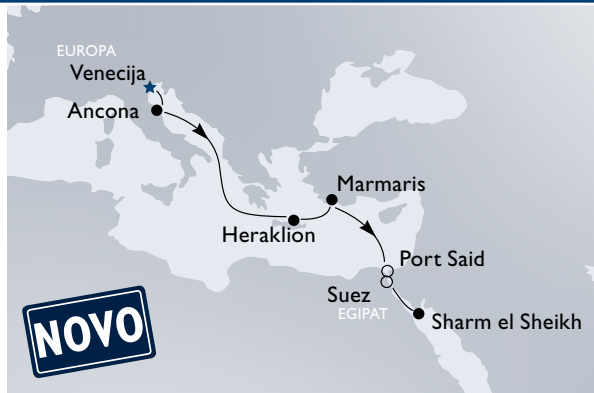 EUROPA
Venecija
Ancona
Marmaris
Heraklion
Port Said
Suez
EGIPAT
Sharm el Sheikh
NOVO